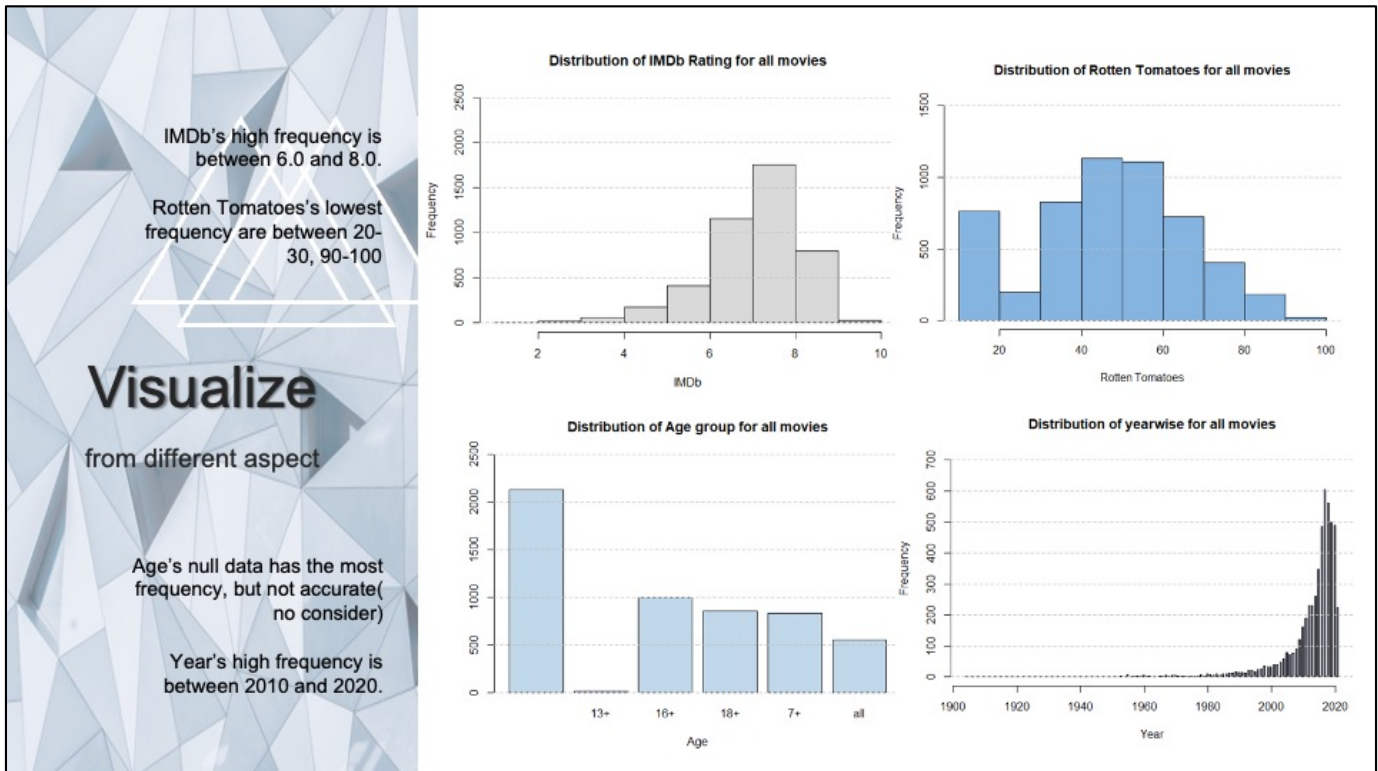 IMDb's high frequency is
between 6.0 and 8.0.
Rotten Tomatoes's lowest
frequency are between 20-
30, 90-100
Visualize
from different aspect
Age's null data has the most
frequency, but not accurate(
no consider)
Year's high frequency is
between 2010 and 2020.
Distribution of IMDb Rating for all movies
Frequency
2500
2000
1500
1000
500
0
2 4 6 8 10
IMDb
Distribution of Rotten Tomatoes for all movies
Frequency
1500
1000
500
0
20 40 60 80 100
Rotten Tomatoes
Distribution of Age group for all movies
2500
2000
1500
1000
500
0
13+ 16+ 18+ 7+ all
Age
Distribution of yearwise for all movies
Frequency
700
600
500
400
300
200
100
0
1900 1920 1940 1960 1980 2000 2020
Year